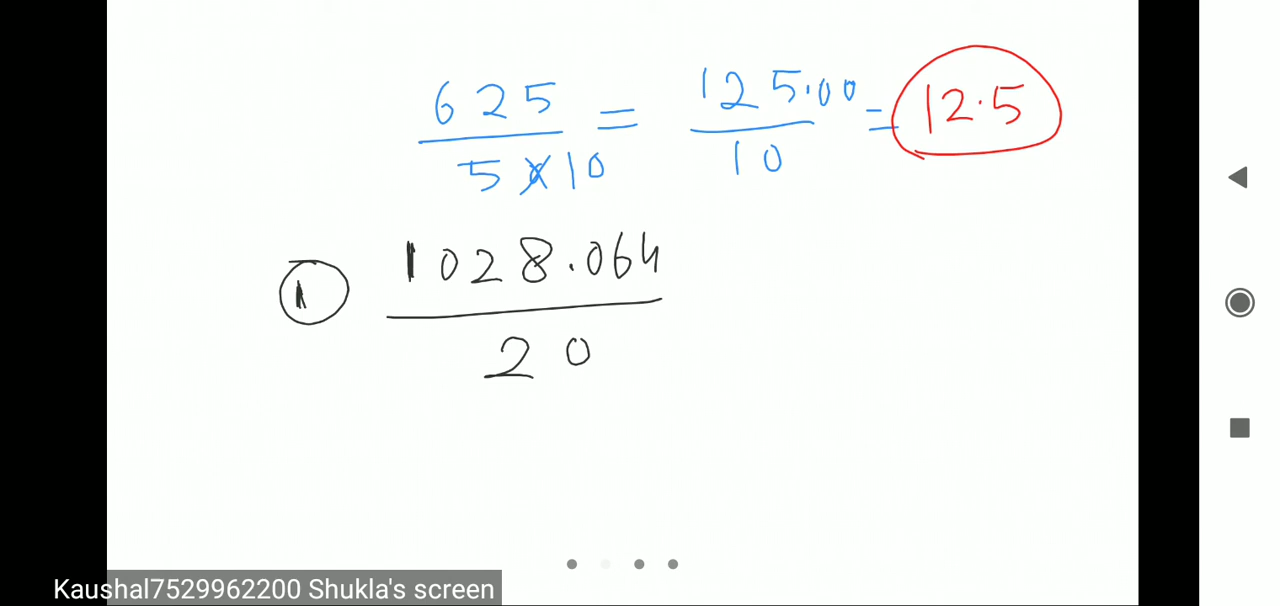 625 / 5×10 = 125.00 / 10 = 12.5
① 1028.064 / 20
Kaushal7529962200 Shukla's screen